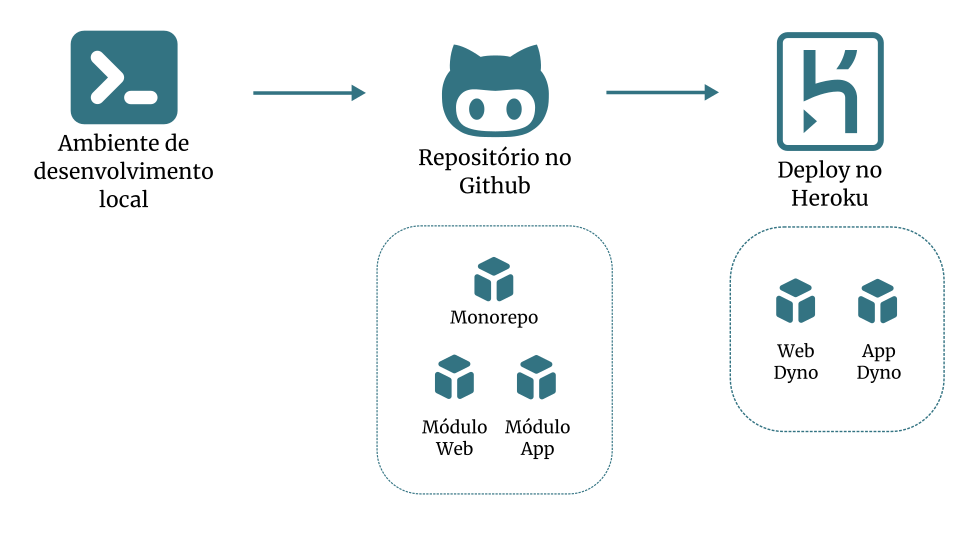 Ambiente de
desenvolvimento
local
Repositório no
Github
Deploy no
Heroku
Monorepo
Módulo
Web
Módulo
App
Web
Dyno
App
Dyno